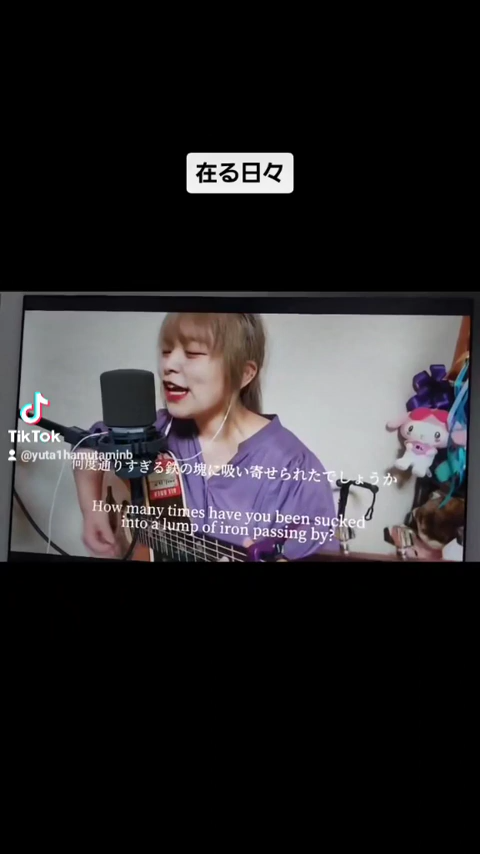 在る日々
TikTok
@yuta1hamutaminb
何度通りすぎる鉄の塊に吸い寄せられたでしょうか
How many times have you been sucked
into a lump of iron passing by?